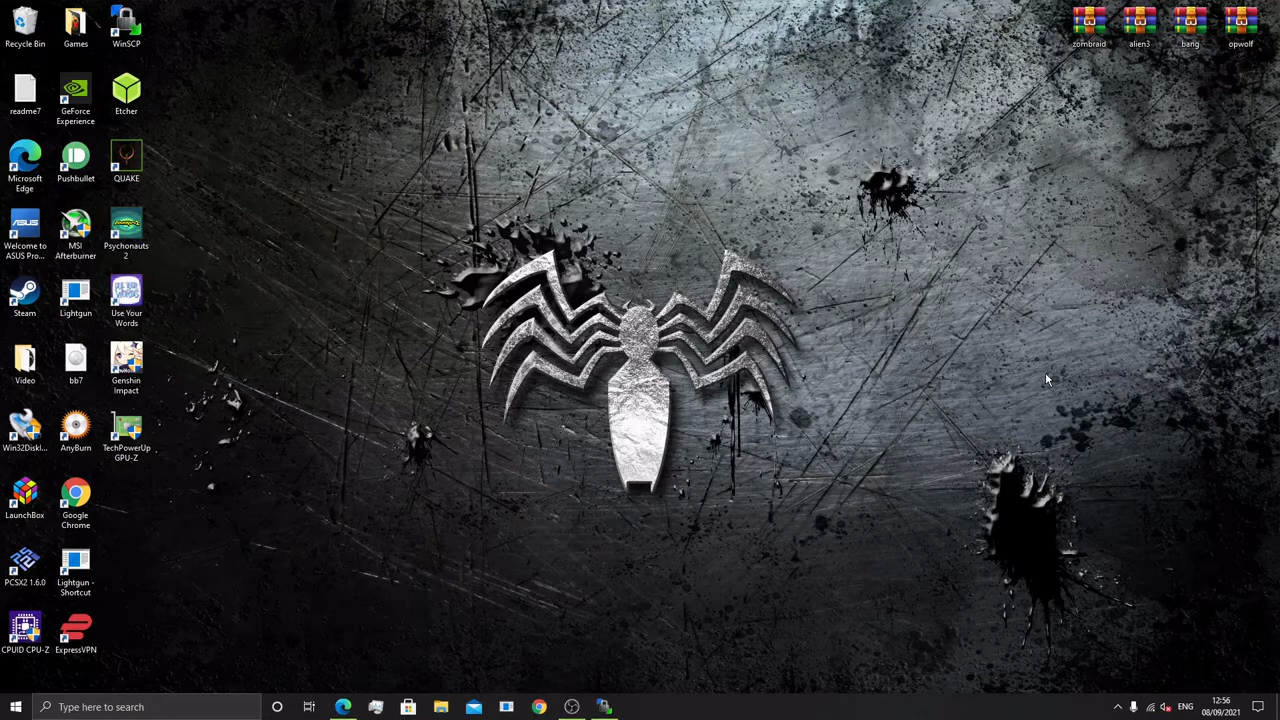 Recycle Bin
Games
WinSCP
zombraid
alien3
bang
opwolf
readme7
GeForce
Experience
Etcher
Microsoft
Edge
Pushbullet
QUAKE
ASUS
Welcome to
ASUS Pro...
MSI
Afterburner
Psychonauts
2
Steam
Lightgun
Use Your
Words
Video
bb7
Genshin
Impact
Win32Diskl...
AnyBurn
TechPowerUp
GPU-Z
LaunchBox
Google
Chrome
PCSX2 1.6.0
Lightgun -
Shortcut
CPUID CPU-Z
ExpressVPN
Type here to search
ENG
12:56
08/09/2021